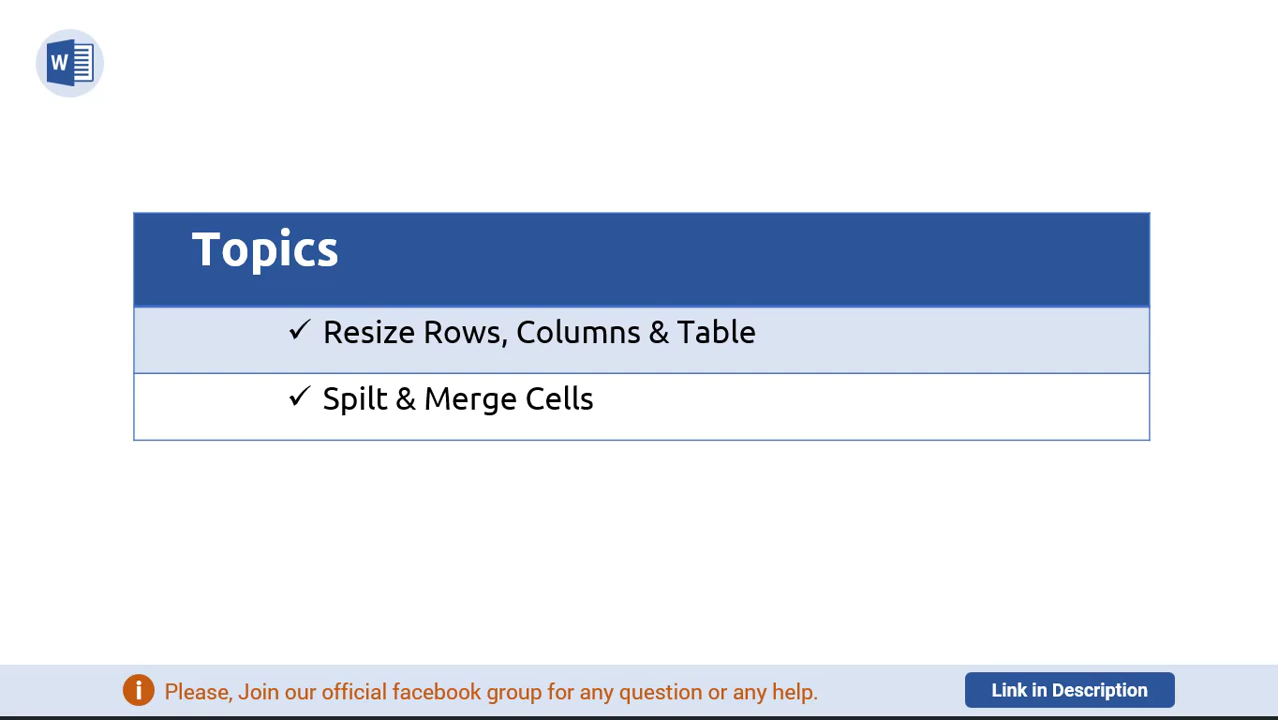 W
Topics
✓ Resize Rows, Columns & Table
✓ Spilt & Merge Cells
i Please, Join our official facebook group for any question or any help.
Link in Description